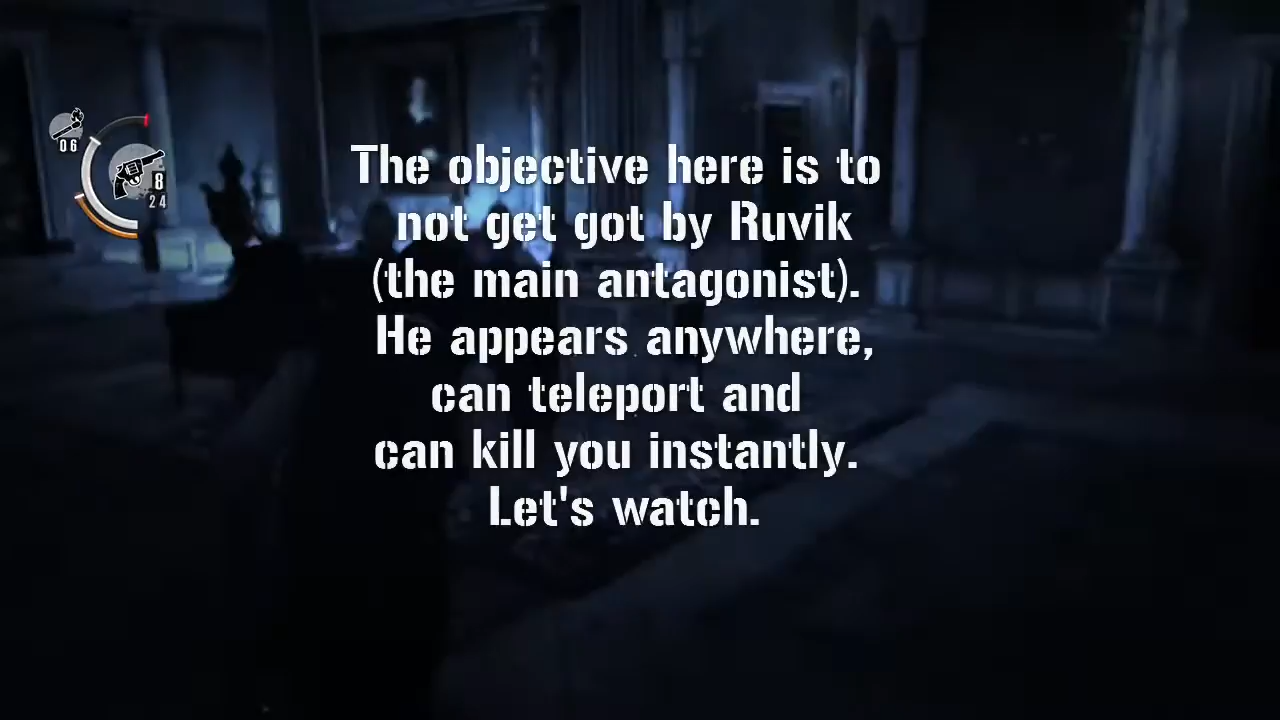 06
8
24
The objective here is to
not get got by Ruvik
(the main antagonist).
He appears anywhere,
can teleport and
can kill you instantly.
Let's watch.